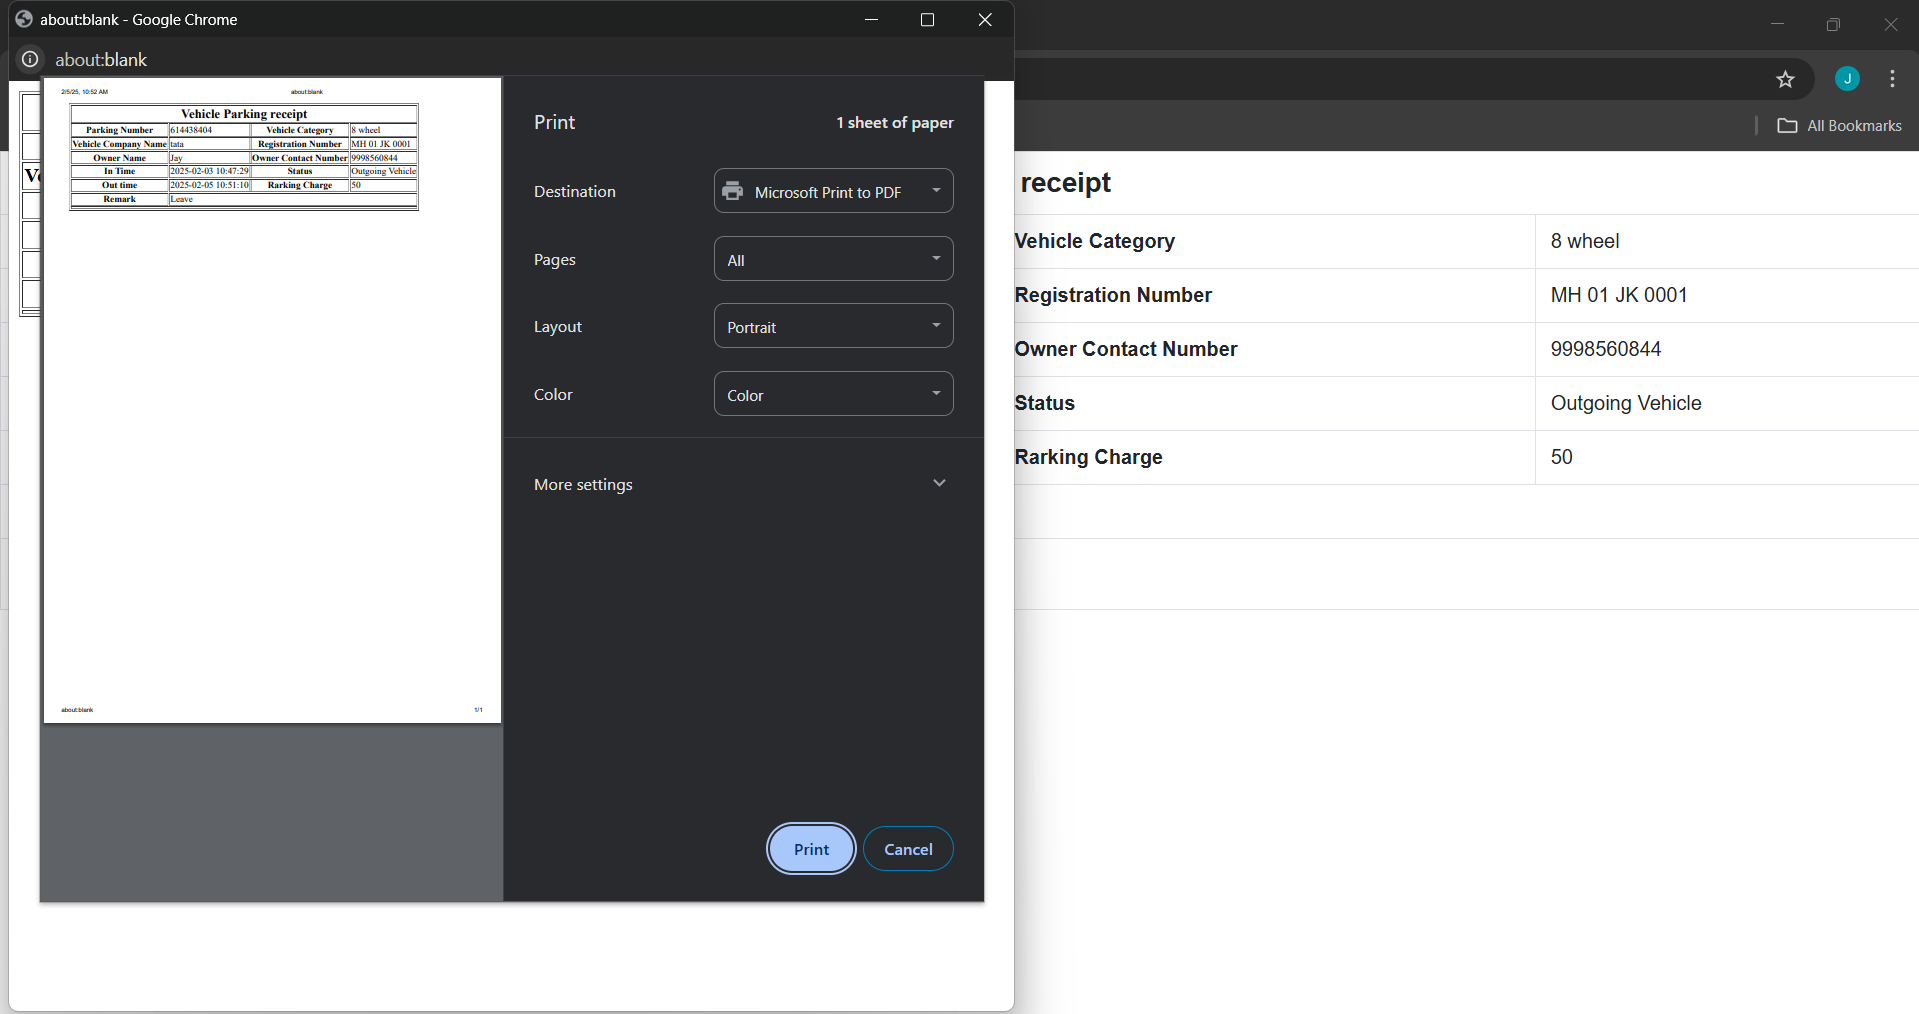 about:blank - Google Chrome
about:blank
2/5/25, 10:52 AM about:blank
Vehicle Parking receipt
Parking Number 614438404 Vehicle Category 8 wheel
Vehicle Company Name tata Registration Number MH 01 JK 0001
Owner Name Jay Owner Contact Number 9998560844
In Time 2025-02-03 10:47:29 Status Outgoing Vehicle
Out time 2025-02-05 10:51:10 Rarking Charge 50
Remark Leave
about:blank 1/1
Print 1 sheet of paper
Destination Microsoft Print to PDF
Pages All
Layout Portrait
Color Color
More settings
Print Cancel
J
All Bookmarks
receipt
Vehicle Category 8 wheel
Registration Number MH 01 JK 0001
Owner Contact Number 9998560844
Status Outgoing Vehicle
Rarking Charge 50